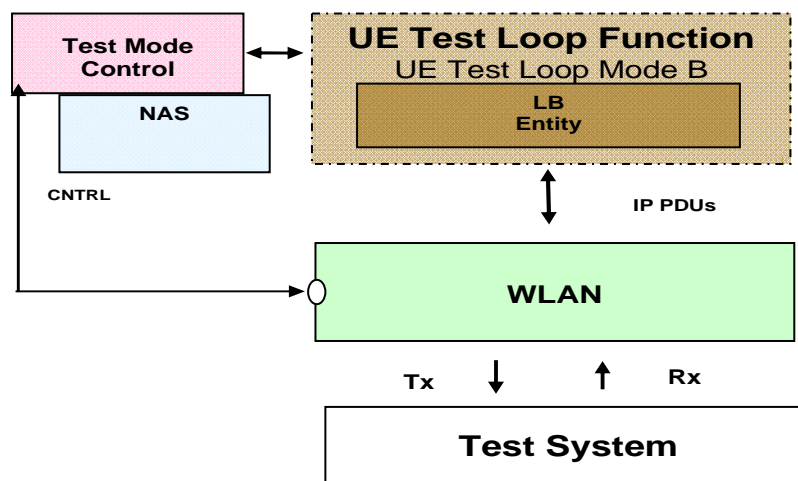 Test Mode
Control
UE Test Loop Function
UE Test Loop Mode B
LB
Entity
NAS
CNTRL
IP PDUs
WLAN
Tx
Rx
Test System